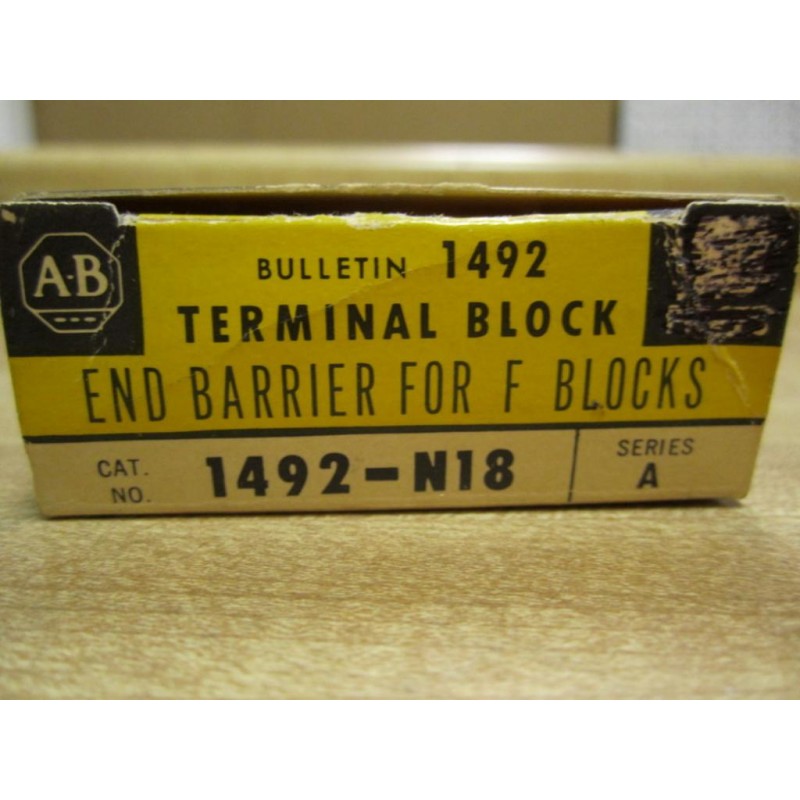 A-B
BULLETIN 1492
TERMINAL BLOCK
END BARRIER FOR F BLOCKS
CAT. NO. 1492-N18
SERIES A